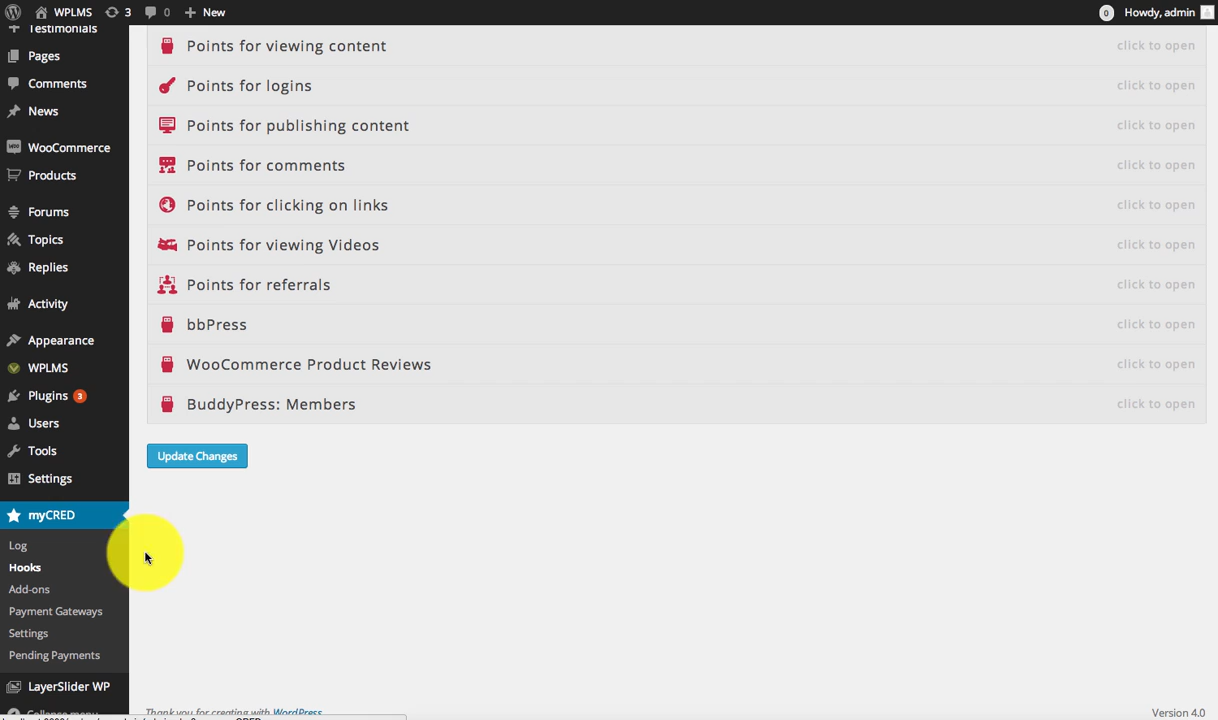 WPLMS
3
0
New
0
Howdy, admin
Testimonials
Pages
Comments
News
WooCommerce
Products
Forums
Topics
Replies
Activity
Appearance
WPLMS
Plugins 3
Users
Tools
Settings
myCRED
Log
Hooks
Add-ons
Payment Gateways
Settings
Pending Payments
LayerSlider WP
Collapse menu
Points for viewing content click to open
Points for logins click to open
Points for publishing content click to open
Points for comments click to open
Points for clicking on links click to open
Points for viewing Videos click to open
Points for referrals click to open
bbPress click to open
WooCommerce Product Reviews click to open
BuddyPress: Members click to open
Update Changes
Thank you for creating with WordPress
Version 4.0